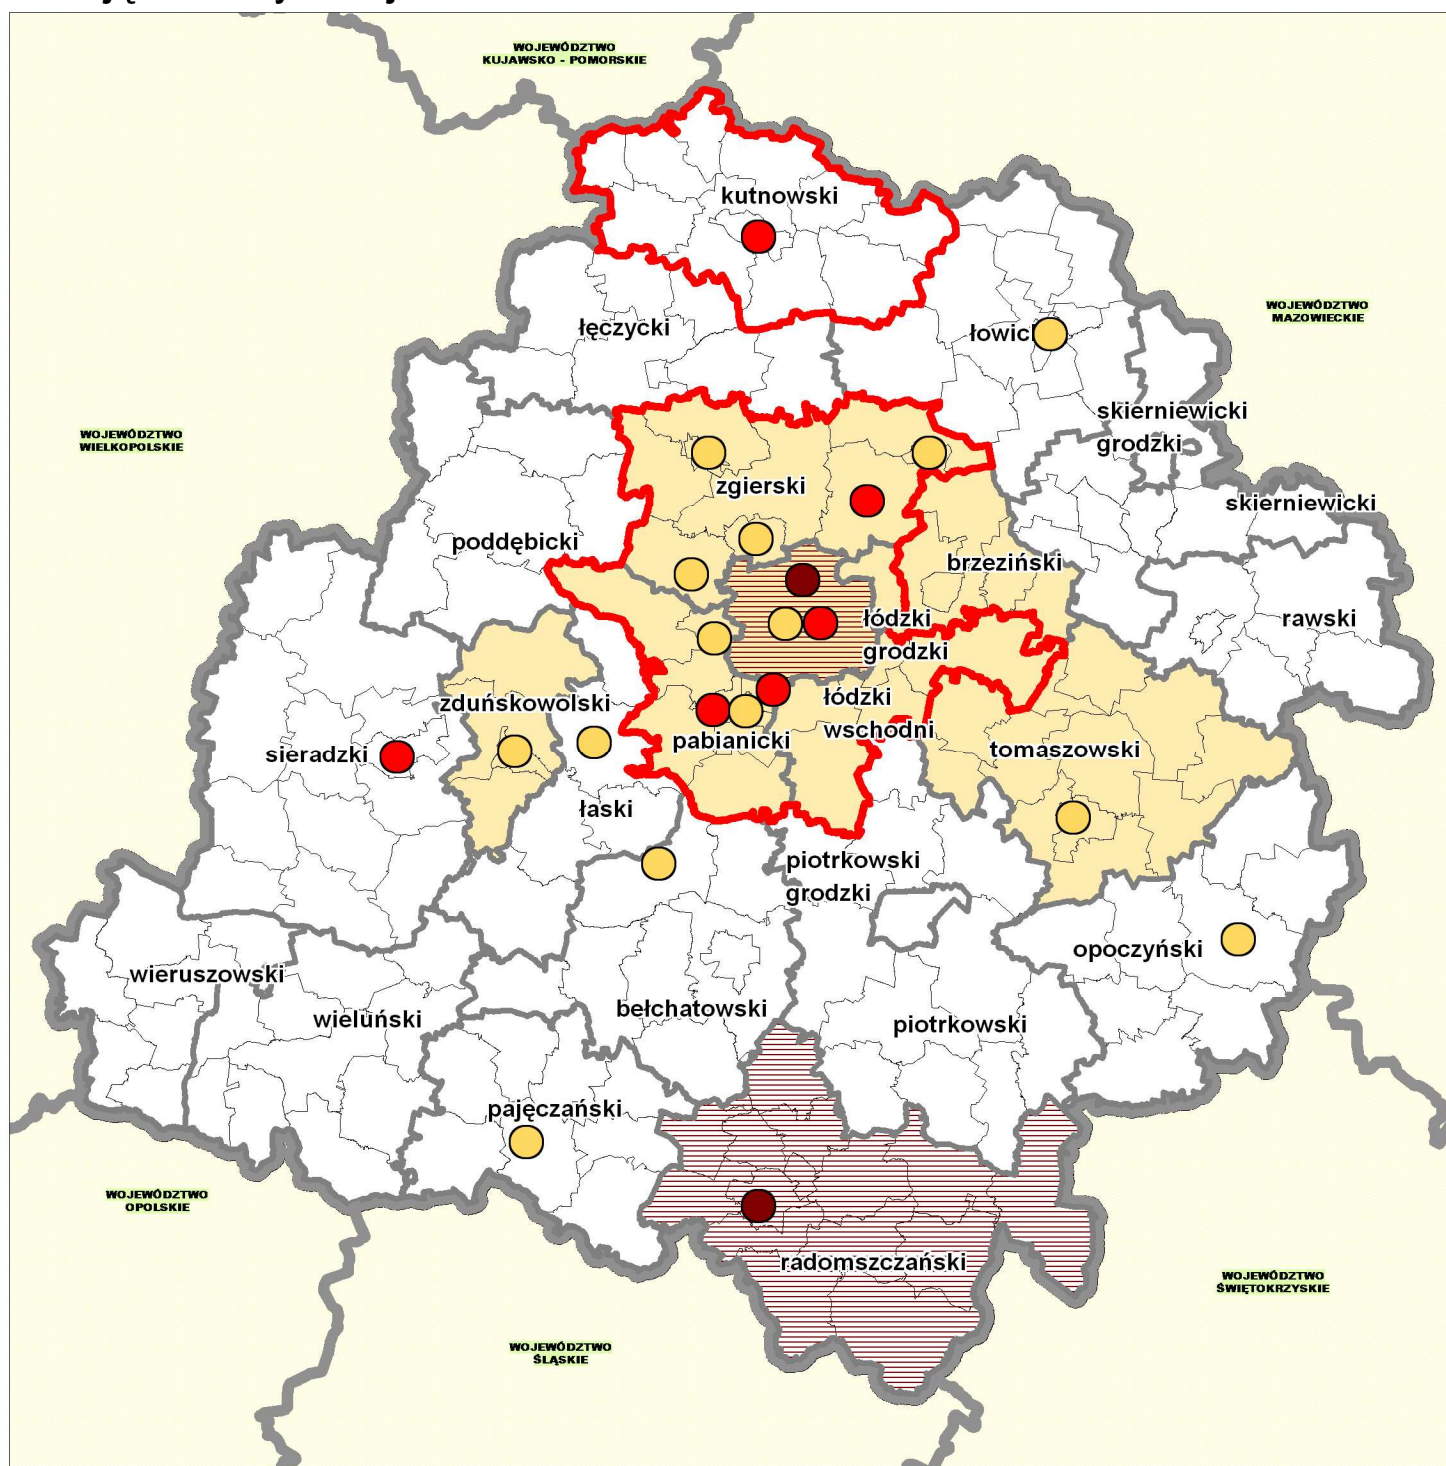 WOJEWÓDZTWO
KUJAWSKO - POMORSKIE
kutnowski
WOJEWÓDZTWO
MAZOWIECKIE
łęczycki
łowic
WOJEWÓDZTWO
WIELKOPOLSKIE
skierniewicki
grodzki
zgierski
skierniewicki
poddębicki
brzeziński
łódzki
grodzki
rawski
zduńskowolski
łódzki
wschodni
sieradzki
pabianicki
tomaszowski
łaski
piotrkowski
grodzki
opoczyński
wieruszowski
wieluński
bełchatowski
piotrkowski
pajęczański
WOJEWÓDZTWO
OPOLSKIE
radomszczański
WOJEWÓDZTWO
ŚWIĘTOKRZYSKIE
WOJEWÓDZTWO
ŚLĄSKIE